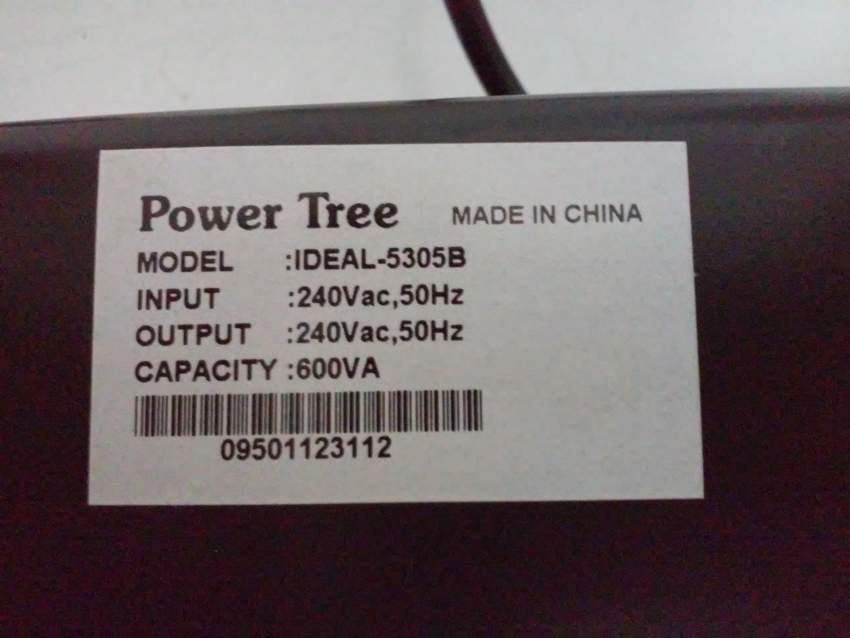 Power Tree MADE IN CHINA
MODEL :IDEAL-5305B
INPUT :240Vac,50Hz
OUTPUT :240Vac,50Hz
CAPACITY :600VA
09501123112